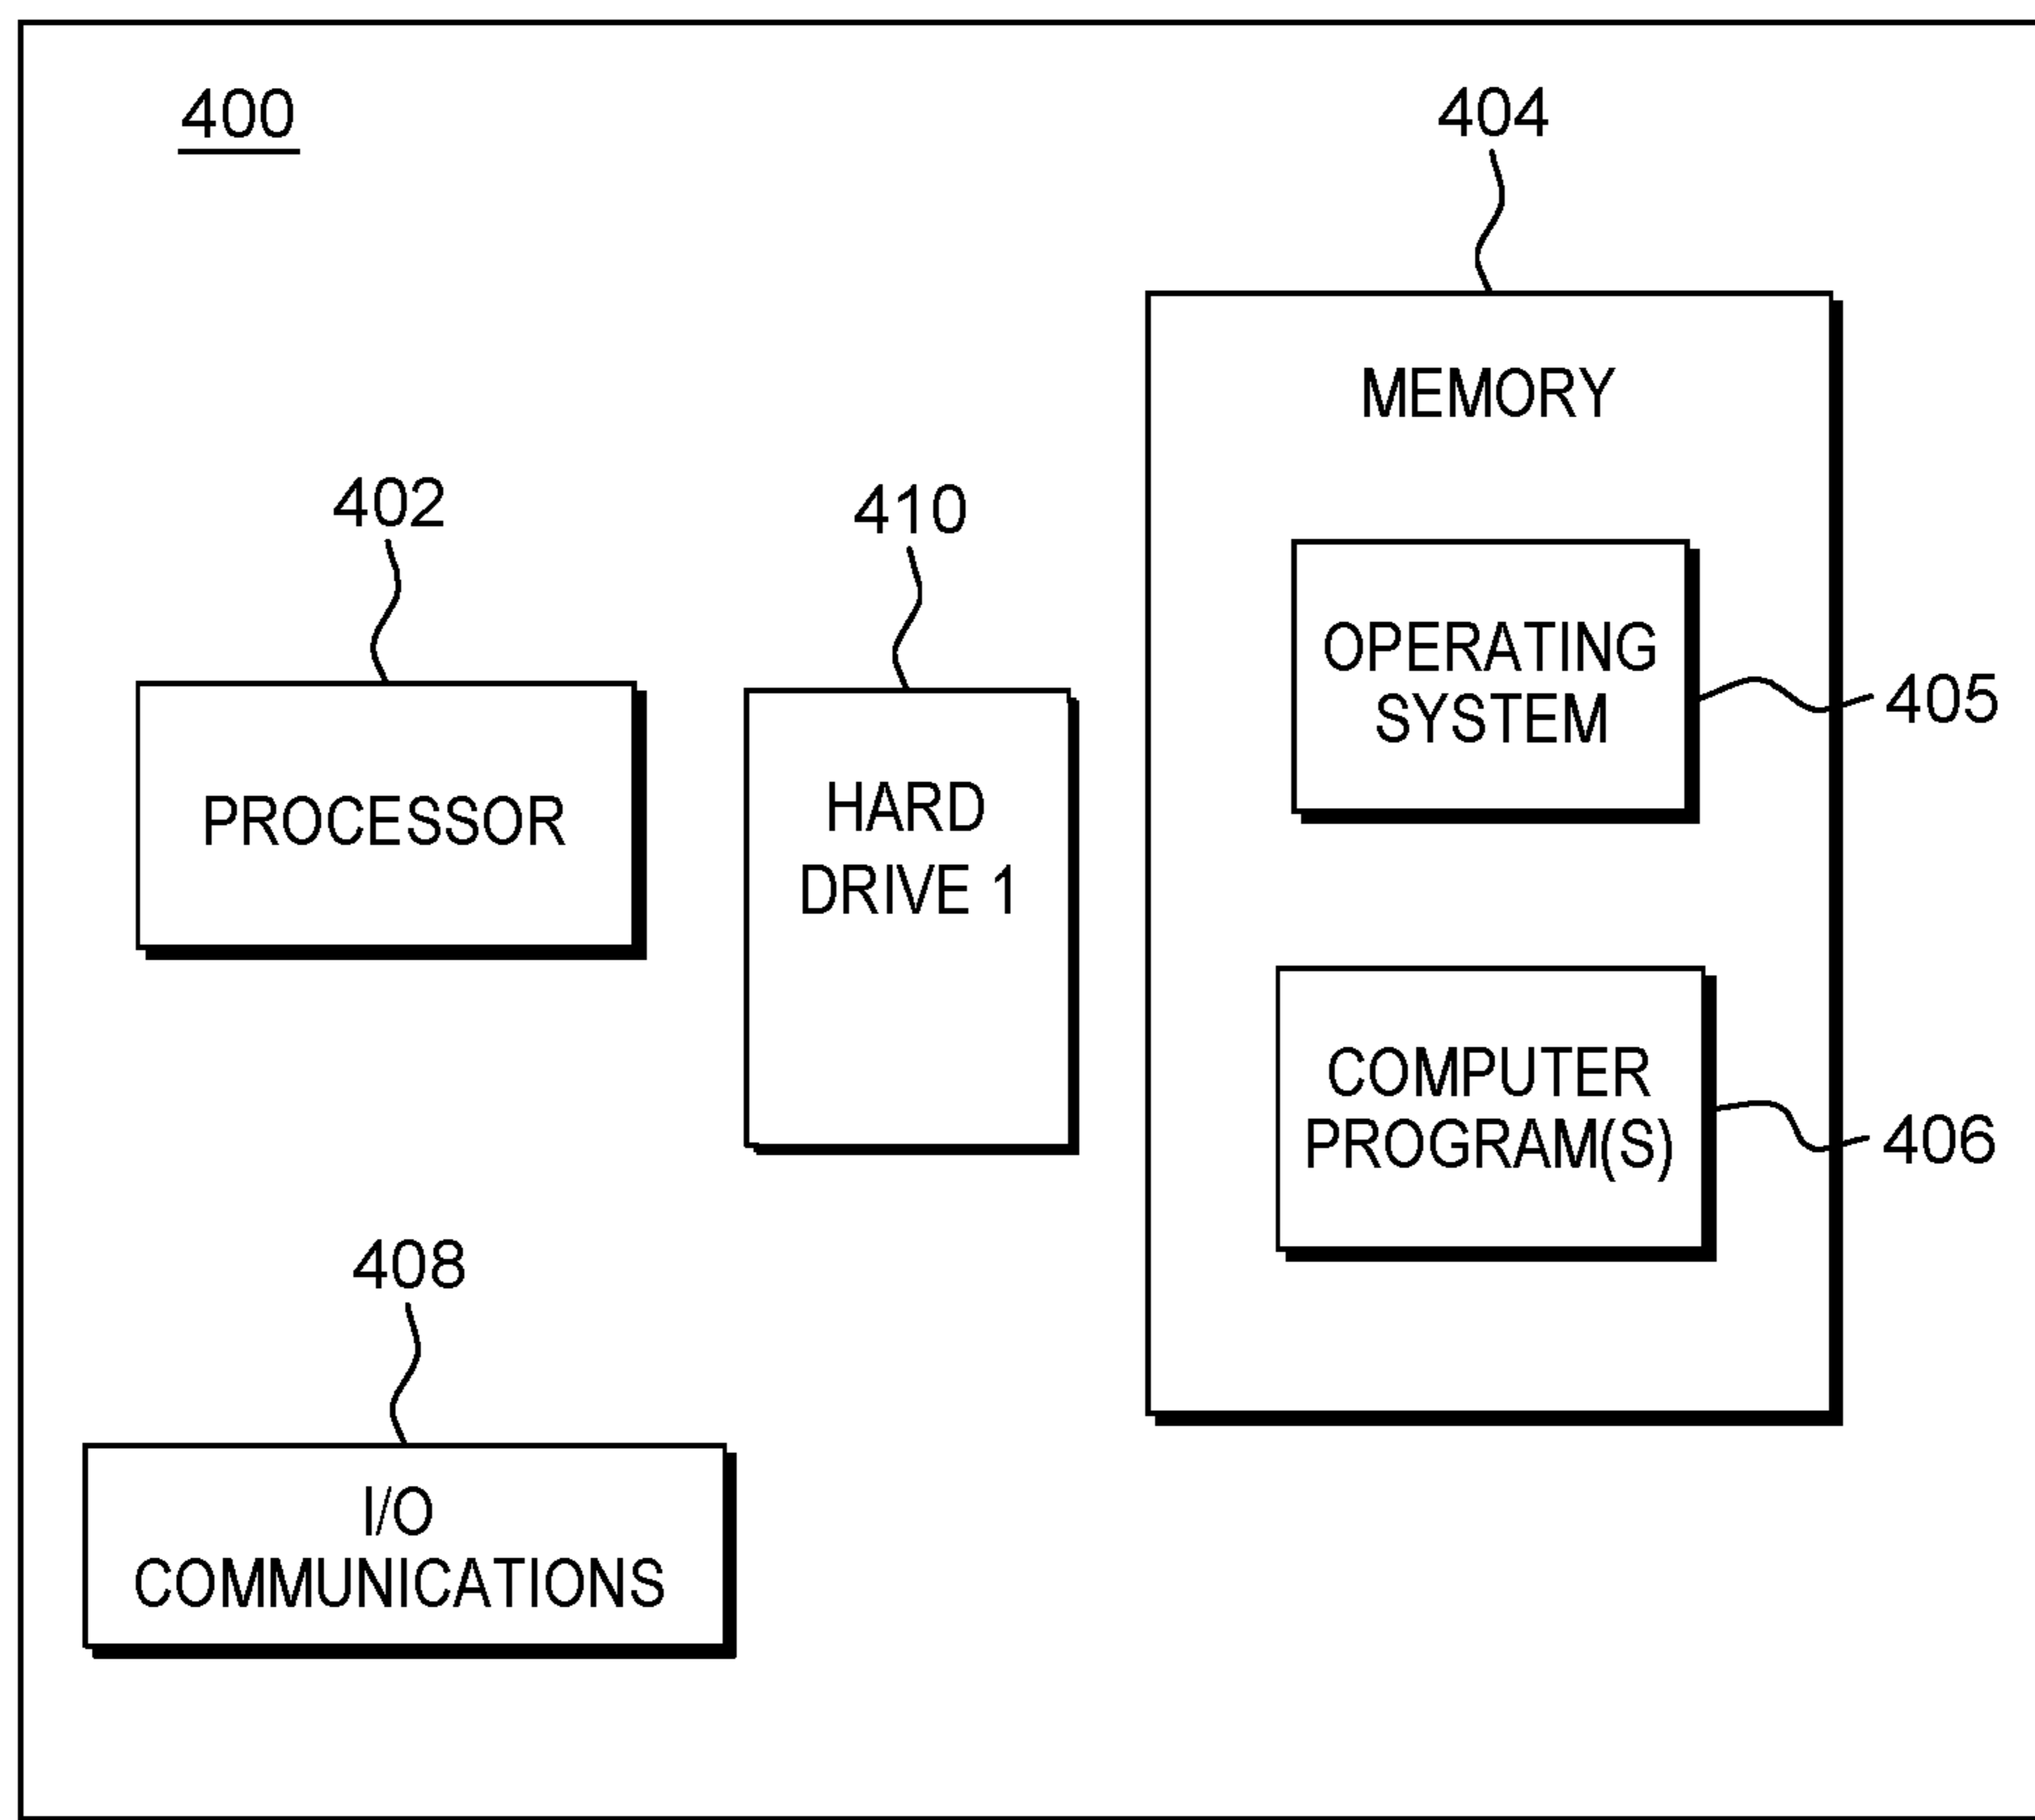 400
404
MEMORY
402
410
OPERATING
SYSTEM
405
PROCESSOR
HARD
DRIVE 1
COMPUTER
PROGRAM(S)
406
408
I/O
COMMUNICATIONS